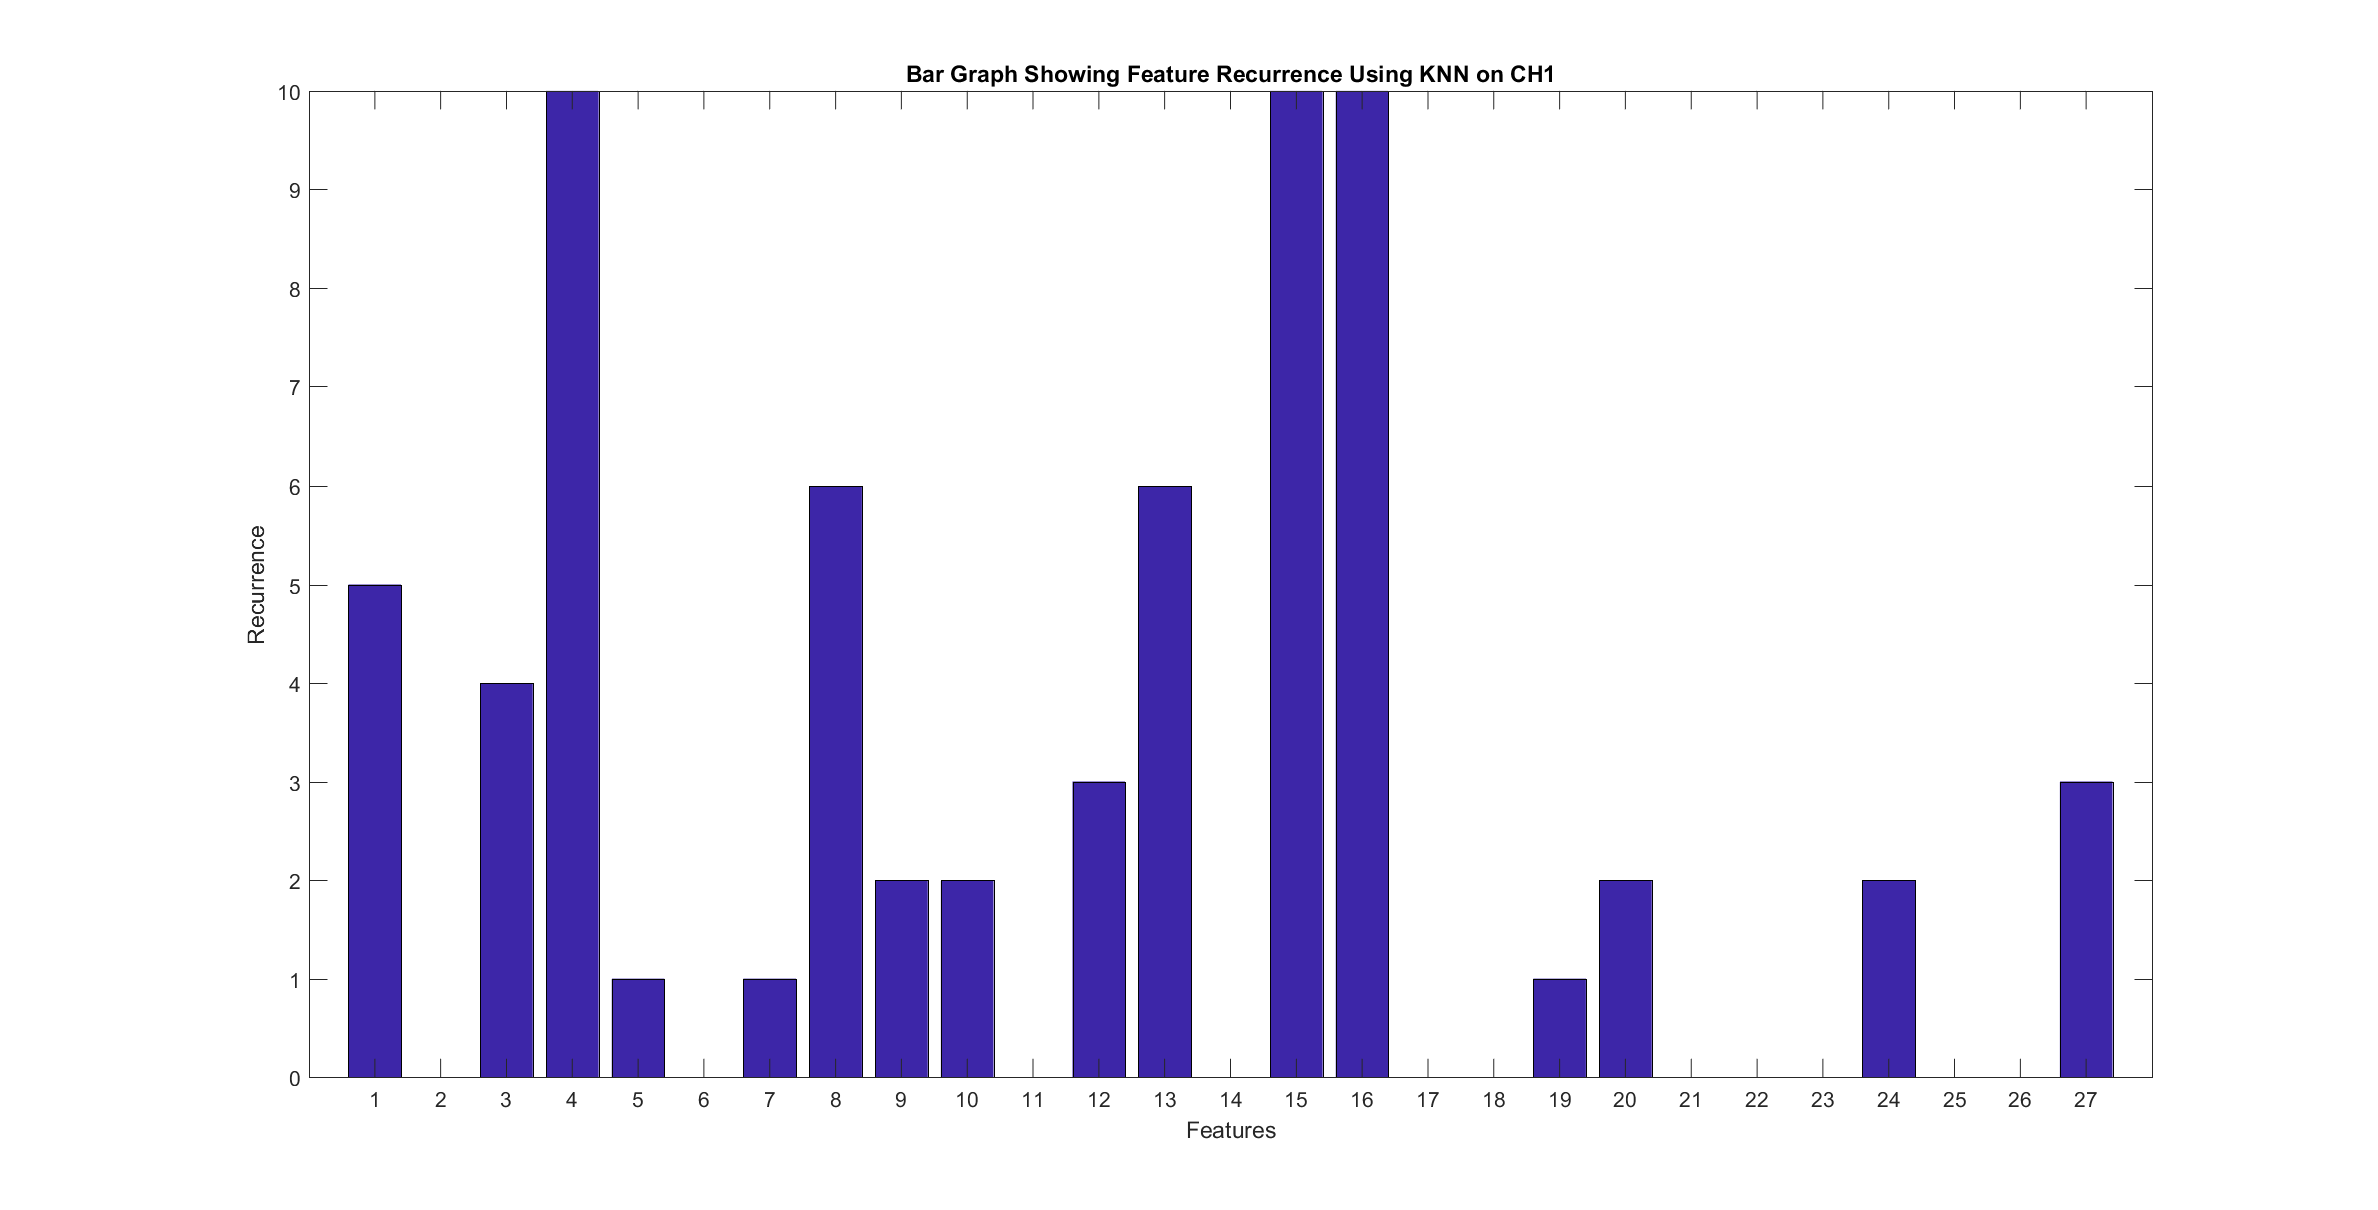 Bar Graph Showing Feature Recurrence Using KNN on CH1
10
9
8
7
6
5
4
3
2
1
0
Recurrence
1 2 3 4 5 6 7 8 9 10 11 12 13 14 15 16 17 18 19 20 21 22 23 24 25 26 27
Features